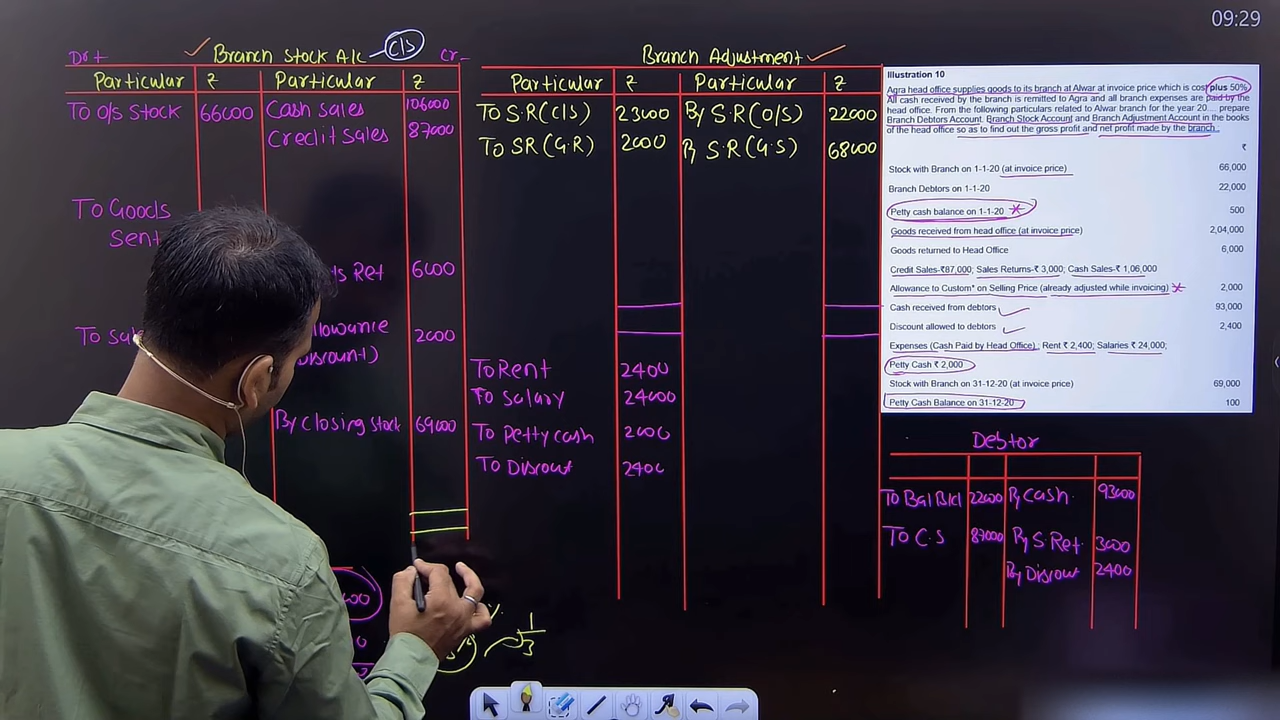 09:29
Dr +
Branch Stock A/c
C/S
Cr -
Particular ₹ Particular ₹
To O/s Stock 66000 Cash sales 106000
Credit sales 87000
To Goods
Sent
Ret 6000
To Sa
llowance 2000
iscount)
By closing stock 69000
Branch Adjustment
Particular ₹ Particular ₹
To S.R (C/S) 23000 By S.R (O/S) 22000
To SR (G.R) 2000 By S.R (G.S) 68000
To Rent 2400
To Salary 24000
To Petty cash 2000
To Discout 2400
1
3
Illustration 10
Agra head office supplies goods to its branch at Alwar at invoice price which is cost plus 50%.
All cash received by the branch is remitted to Agra and all branch expenses are paid by the
head office. From the following particulars related to Alwar branch for the year 20.... prepare
Branch Debtors Account, Branch Stock Account and Branch Adjustment Account in the books
of the head office so as to find out the gross profit and net profit made by the branch.
₹
Stock with Branch on 1-1-20 (at invoice price) 66,000
Branch Debtors on 1-1-20 22,000
Petty cash balance on 1-1-20 500
Goods received from head office (at invoice price) 2,04,000
Goods returned to Head Office 6,000
Credit Sales-₹87,000; Sales Returns-₹ 3,000; Cash Sales-₹ 1,06,000
Allowance to Custom* on Selling Price (already adjusted while invoicing) 2,000
Cash received from debtors 93,000
Discount allowed to debtors 2,400
Expenses (Cash Paid by Head Office) : Rent ₹ 2,400; Salaries ₹ 24,000;
Petty Cash ₹ 2,000
Stock with Branch on 31-12-20 (at invoice price) 69,000
Petty Cash Balance on 31-12-20 100
Debtor
To Bal B/d 22000 By Cash 93000
To C.S 87000 By S.Ret 3000
By Discout 2400